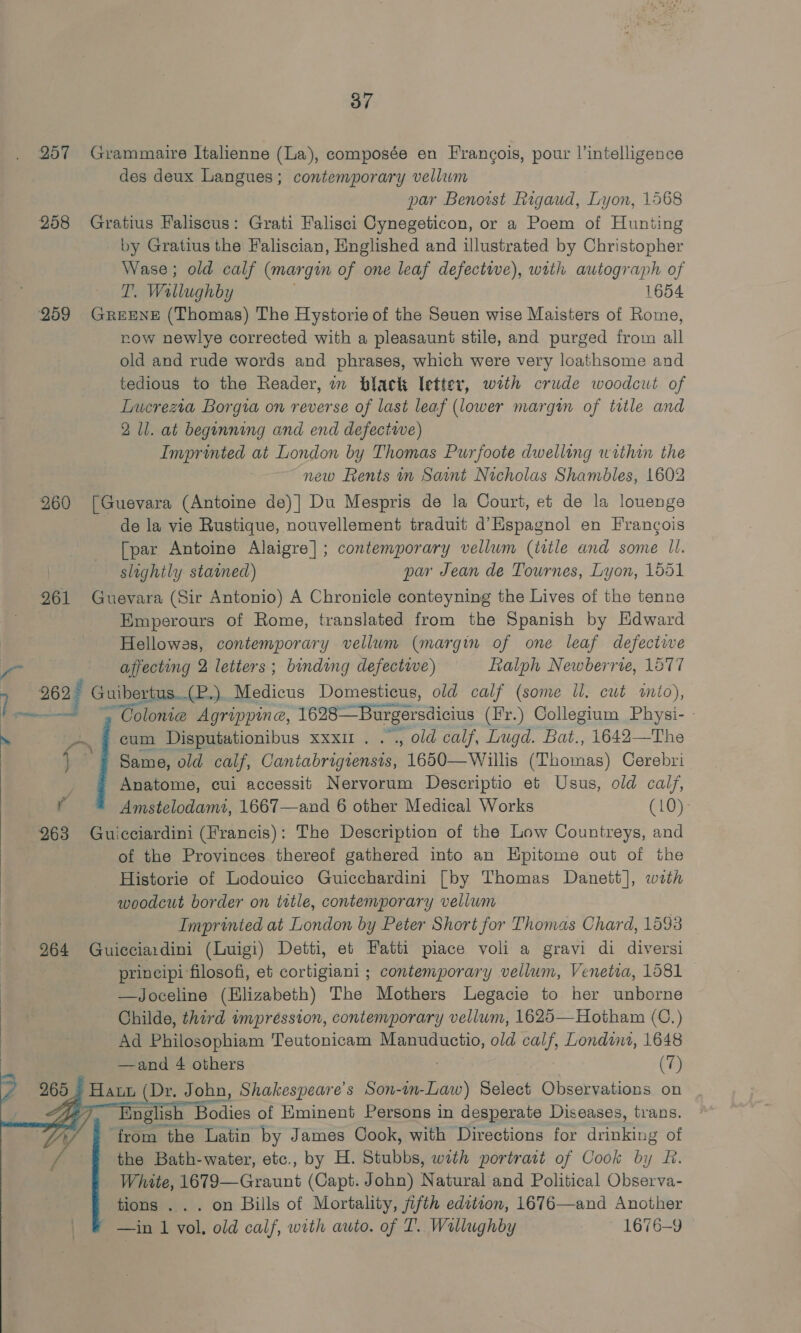 37
257 Grammaire Italienne (La), composée en François, pour l'intelligence
des deux Langues; contemporary vellum
par Benoist Rigaud, Lyon, 1568
258 Gratius Faliscus: Grati Falisci Cynegeticon, or a Poem of Hunting
by Gratius the Faliscian, Englished and illustrated by Christopher
Wase; old calf (margin of one leaf defective), with autograph of
T. Willughby 1654
259 GREENE (Thomas) The Hystorie of the Seuen wise Maisters of Rome,
now newlye corrected with a pleasaunt stile, and purged from all
old and rude words and phrases, which were very loathsome and
tedious to the Reader, in black letter, with crude woodcut of
Lucrezia Borgia on reverse of last leaf (lower margin of title and
2 ll. at beginning and end defective)
Imprinted at London by Thomas Purfoote dwelling within the
new Rents in Saint Nicholas Shambles, 1602
260 [Guevara (Antoine de)] Du Mespris de la Court, et de la louenge
de la vie Rustique, nouvellement traduit d'Espagnol en François
[par Antoine Alaigre]; contemporary vellum (title and some ll.
slightly stained) par Jean de Tournes, Lyon, 1551
261 Guevara (Sir Antonio) A Chronicle conteyning the Lives of the tenne
Emperours of Rome, translated from the Spanish by Edward
Hellowes, contemporary vellum (margin of one leaf defective
affecting 2 letters; binding defective) Ralph Newberrie, 1577
262 Guibertus (P.) Medicus Domesticus, old calf (some ll. cut into),
Coloniæ Agrippinæ, 1628—Burgersdicius (Fr.) Collegium Physi-
cum Disputationibus XXXII . . ., old calf, Lugd. Bat., 1642—The
Same, old calf, Cantabrigiensis, 1650—Willis (Thomas) Cerebri
Anatome, cui accessit Nervorum Descriptio et Usus, old calf,
Amstelodami, 1667—and 6 other Medical Works (10)
263 Guicciardini (Francis): The Description of the Low Countreys, and
of the Provinces thereof gathered into an Epitome out of the
Historie of Lodouico Guicchardini [by Thomas Danett], with
woodcut border on title, contemporary vellum
Imprinted at London by Peter Short for Thomas Chard, 1593
264 Guicciardini (Luigi) Detti, et Fatti piace voli a gravi di diversi
principi filosofi, et cortigiani; contemporary vellum, Venetia, 1581
—Joceline (Elizabeth) The Mothers Legacie to her unborne
Childe, third impression, contemporary vellum, 1625—Hotham (C.)
Ad Philosophiam Teutonicam Manuductio, old calf, Londini, 1648
—and 4 others (7)
265 HALL (Dr. John, Shakespeare's Son-in-Law) Select Observations on
English Bodies of Eminent Persons in desperate Diseases, trans.
from the Latin by James Cook, with Directions for drinking of
the Bath-water, etc., by H. Stubbs, with portrait of Cook by R.
White, 1679—Graunt (Capt. John) Natural and Political Observa-
tions . . . on Bills of Mortality, fifth edition, 1676—and Another
—in 1 vol, old calf, with auto. of T. Willughby 1676-9